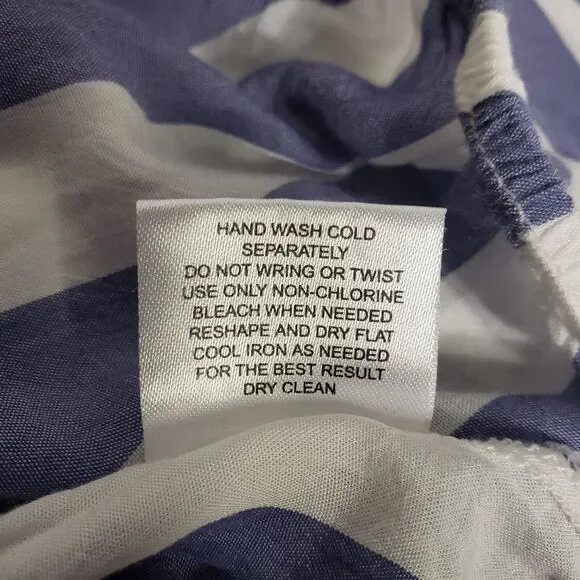 HAND WASH COLD
SEPARATELY
DO NOT WRING OR TWIST
USE ONLY NON-CHLORINE
BLEACH WHEN NEEDED
RESHAPE AND DRY FLAT
COOL IRON AS NEEDED
FOR THE BEST RESULT
DRY CLEAN